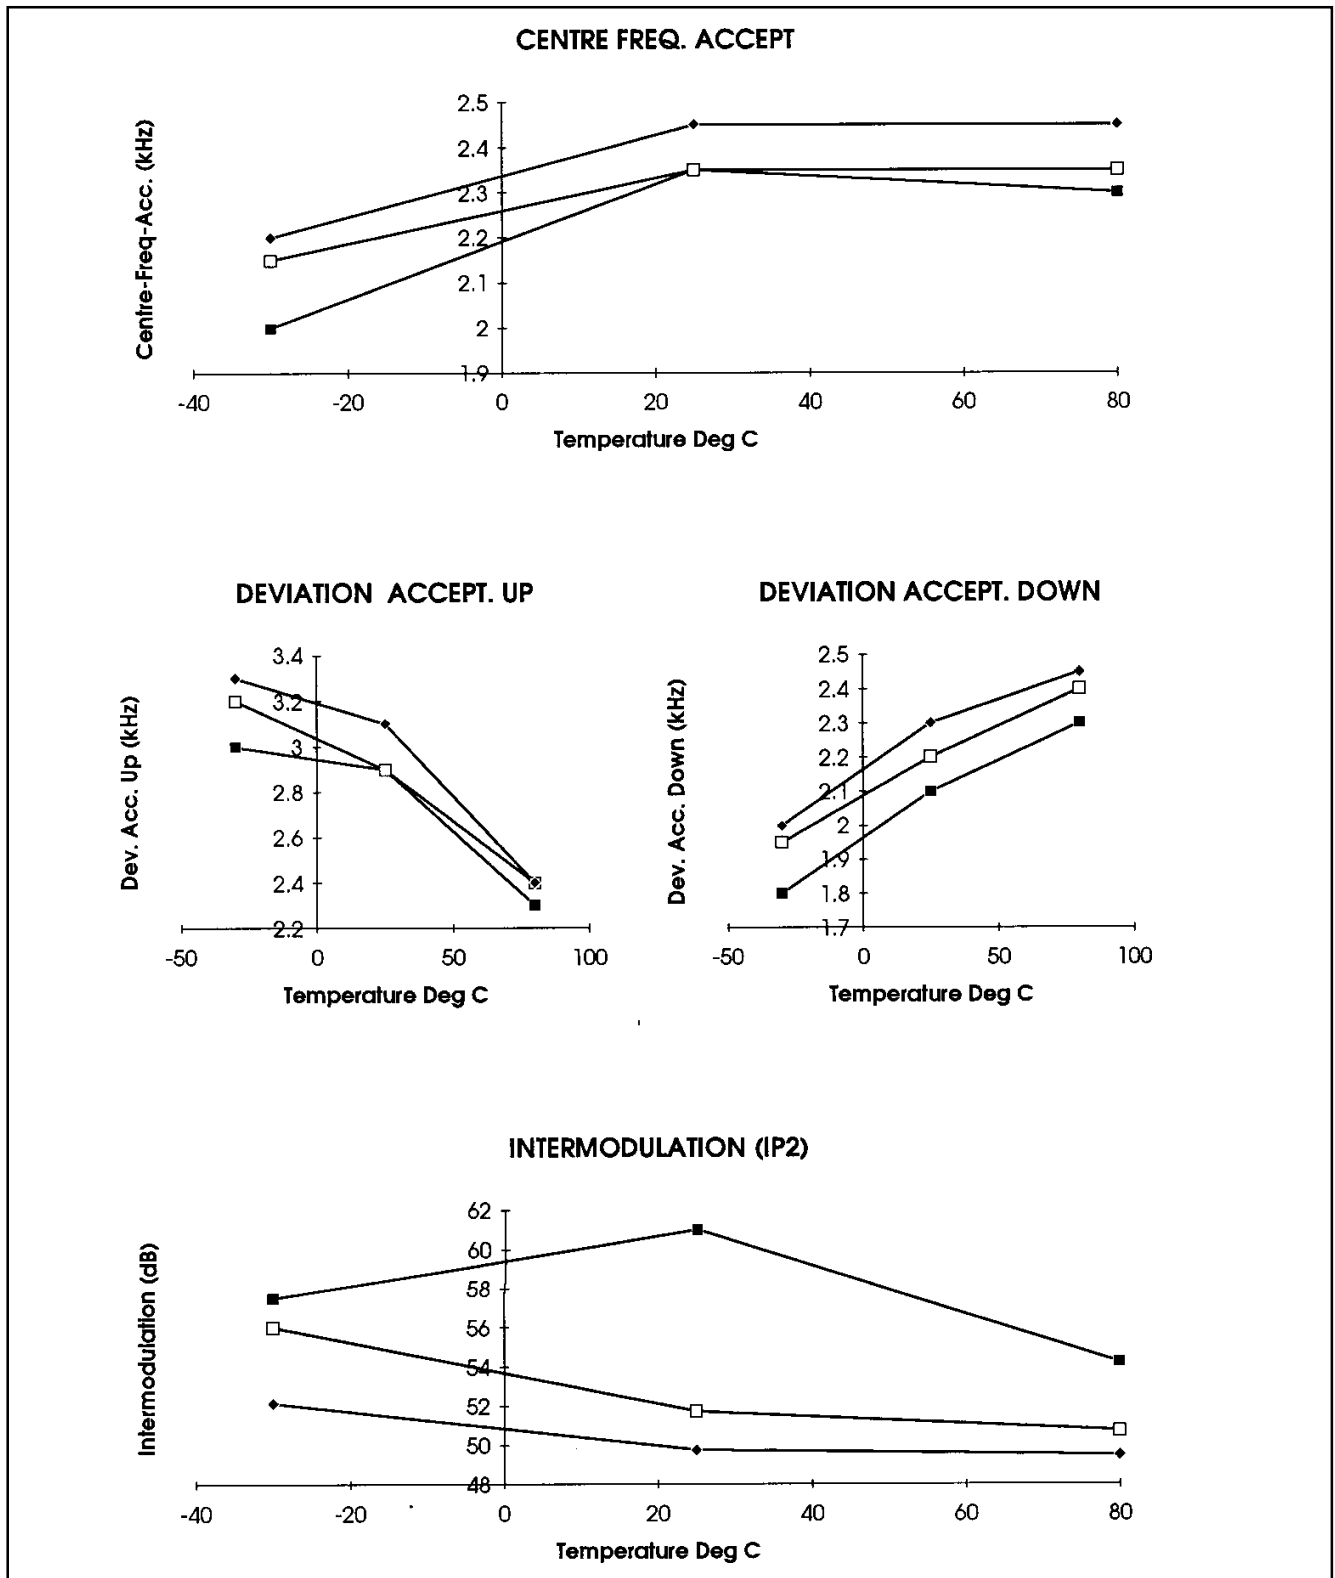 CENTRE FREQ. ACCEPT
Centre-Freq-Acc. (kHz)
2.5
2.4
2.3
2.2
2.1
2
1.9
-40 -20 0 20 40 60 80
Temperature Deg C
DEVIATION ACCEPT. UP
Dev. Acc. Up (kHz)
3.4
3.2
3
2.8
2.6
2.4
2.2
-50 0 50 100
Temperature Deg C
DEVIATION ACCEPT. DOWN
Dev. Acc. Down (kHz)
2.5
2.4
2.3
2.2
2.1
2
1.9
1.8
1.7
-50 0 50 100
Temperature Deg C
INTERMODULATION (IP2)
Intermodulation (dB)
62
60
58
56
54
52
50
48
-40 -20 0 20 40 60 80
Temperature Deg C